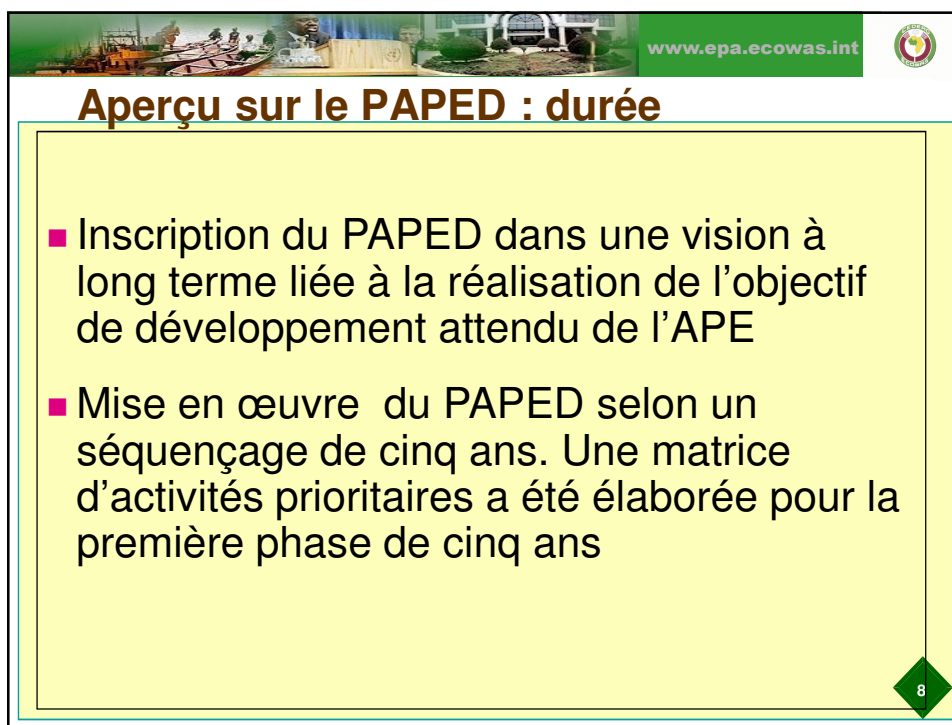 www.epa.ecowas.int
Aperçu sur le PAPED : durée
Inscription du PAPED dans une vision à
long terme liée à la réalisation de l’objectif
de développement attendu de l’APE
Mise en œuvre du PAPED selon un
séquençage de cinq ans. Une matrice
d’activités prioritaires a été élaborée pour la
première phase de cinq ans
8